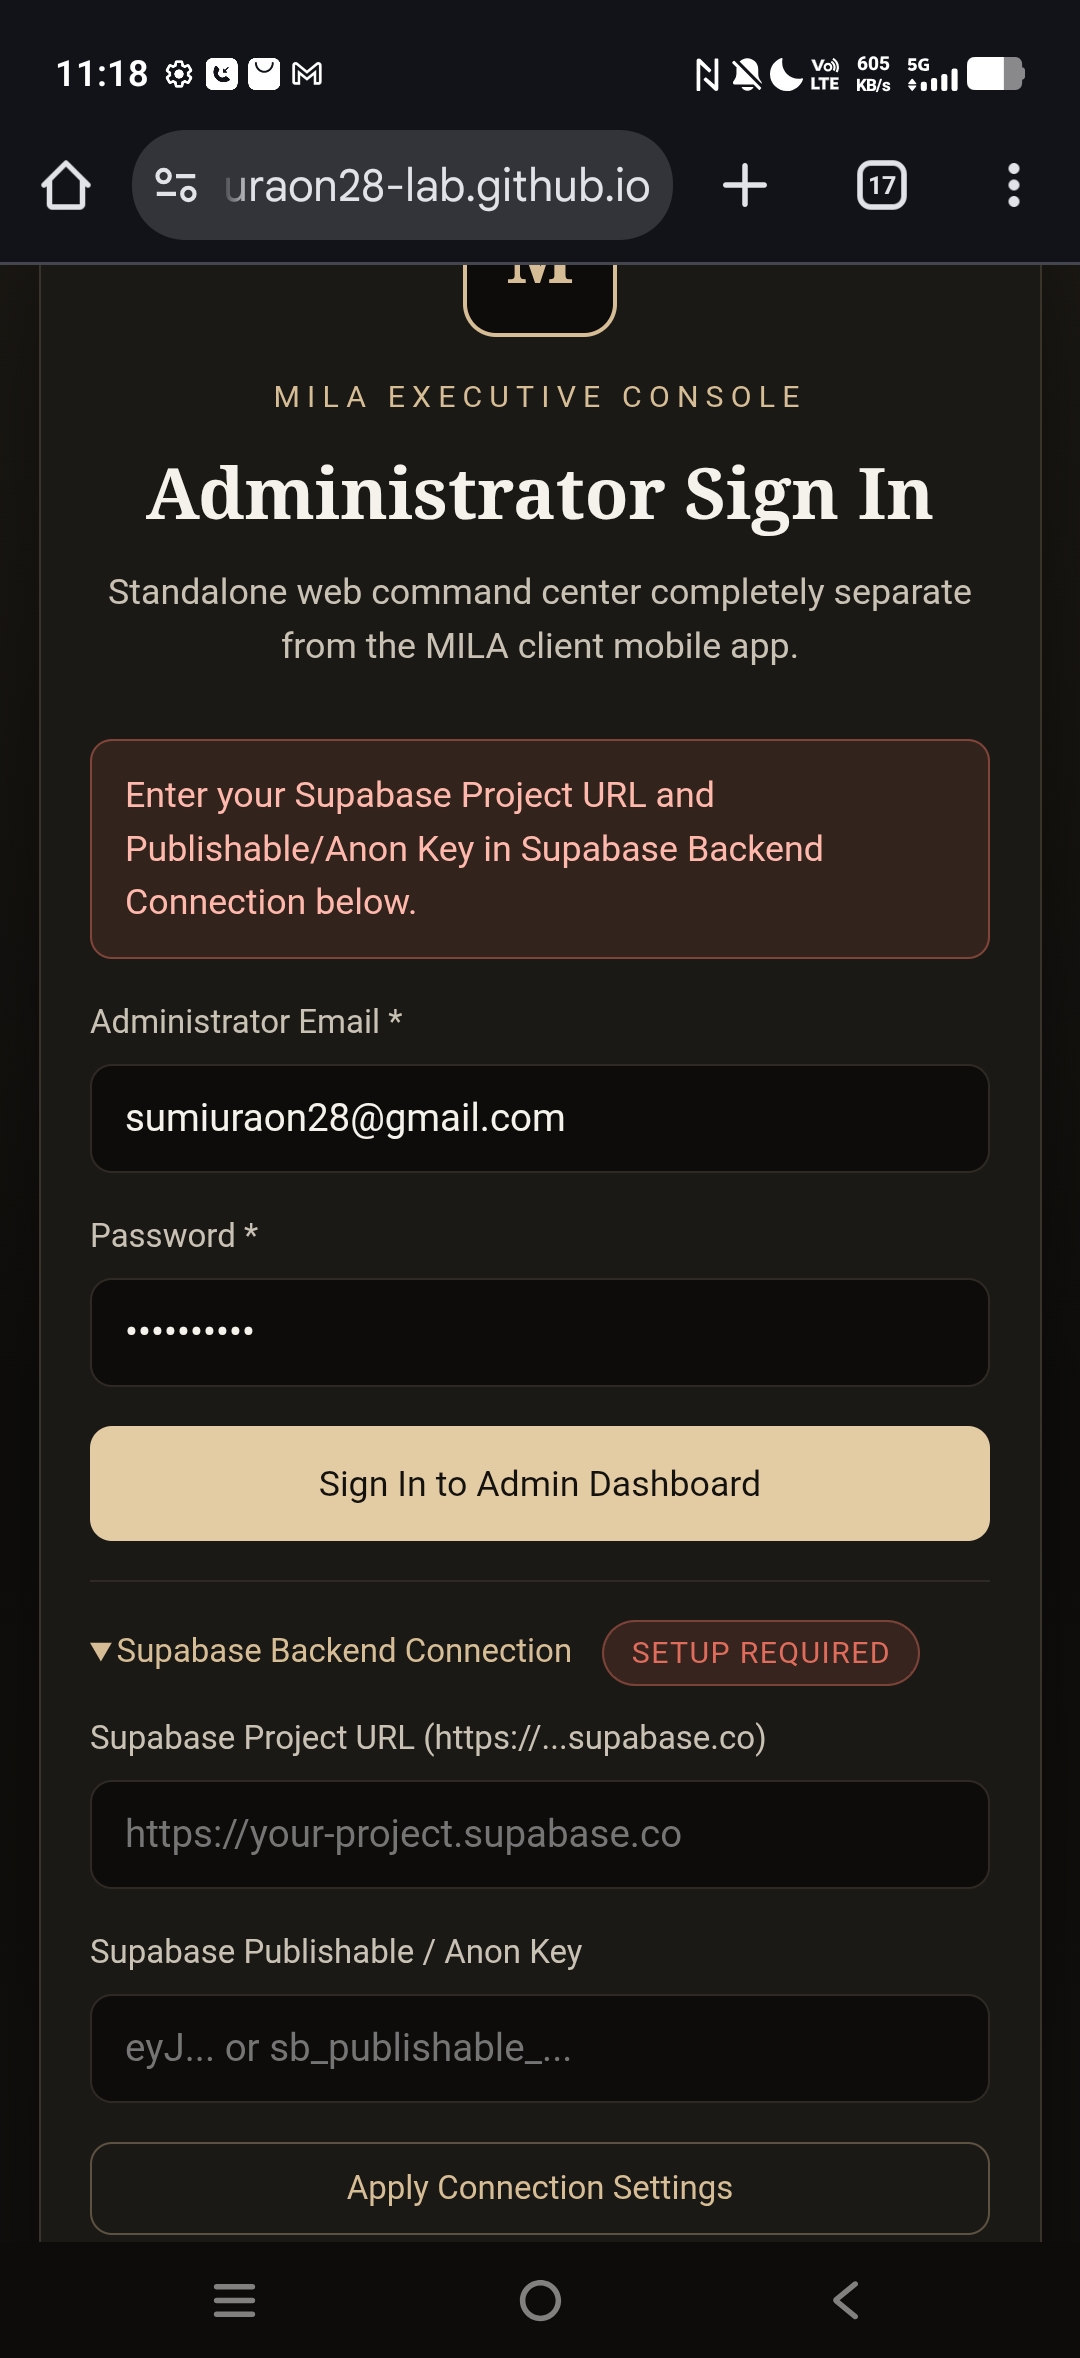 11:18
Vo)) LTE
605 KB/s
5G
uraon28-lab.github.io
17
M
MILA EXECUTIVE CONSOLE
Administrator Sign In
Standalone web command center completely separate
from the MILA client mobile app.
Enter your Supabase Project URL and
Publishable/Anon Key in Supabase Backend
Connection below.
Administrator Email *
sumiuraon28@gmail.com
Password *
••••••••••
Sign In to Admin Dashboard
▼Supabase Backend Connection SETUP REQUIRED
Supabase Project URL (https://...supabase.co)
https://your-project.supabase.co
Supabase Publishable / Anon Key
eyJ... or sb_publishable_...
Apply Connection Settings